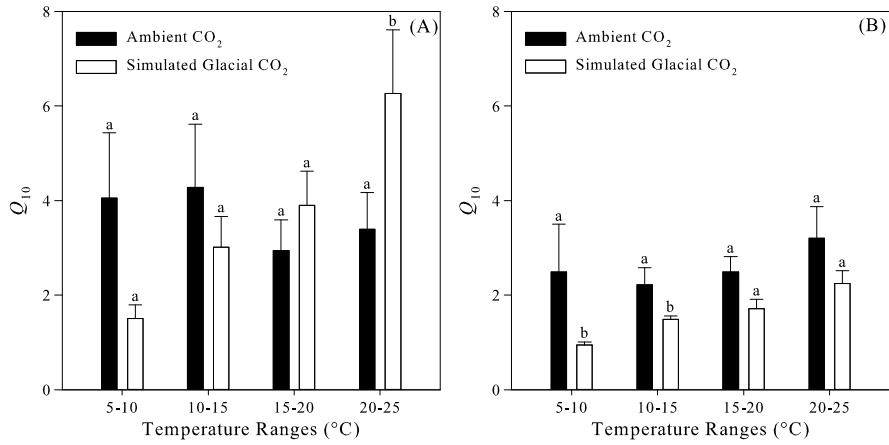 8
6
4
2
0
Q10
(A)
Ambient CO2
Simulated Glacial CO2
a
a
a
a
a
a
a
b
5-10
10-15
15-20
20-25
Temperature Ranges (°C)
8
6
4
2
0
(B)
Ambient CO2
Simulated Glacial CO2
a
b
a
b
a
a
a
a
5-10
10-15
15-20
20-25
Temperature Ranges (°C)